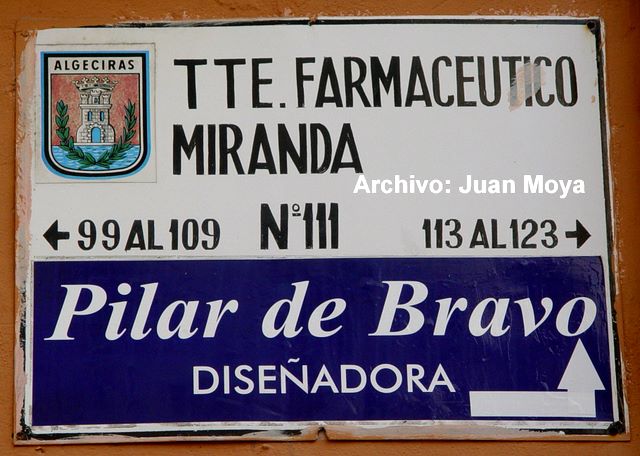 ALGECIRAS
TTE. FARMACEUTICO
MIRANDA
Archivo: Juan Moya
99 AL 109 Nº 111 113 AL 123
Pilar de Bravo
DISEÑADORA